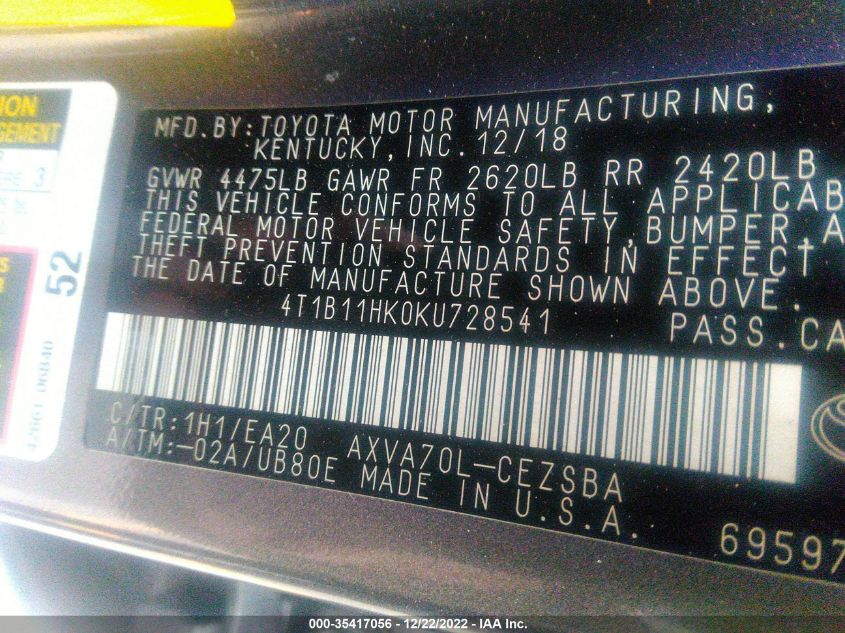 MFD.BY:TOYOTA MOTOR MANUFACTURING,
KENTUCKY,INC.12/18
GVWR 4475LB GAWR FR 2620LB RR 2420LB
THIS VEHICLE CONFORMS TO ALL APPLICAB
FEDERAL MOTOR VEHICLE SAFETY,BUMPER,A
THEFT PREVENTION STANDARDS IN EFFECT
THE DATE OF MANUFACTURE SHOWN ABOVE.
4T1B11HK0KU728541 PASS.CA
C/TR:1H1/EA20 AXVA70L-CEZSBA
A/TM:-02A/UB80E MADE IN U.S.A.
69597
52
42661-06840
3
000-35417056 - 12/22/2022 - IAA Inc.